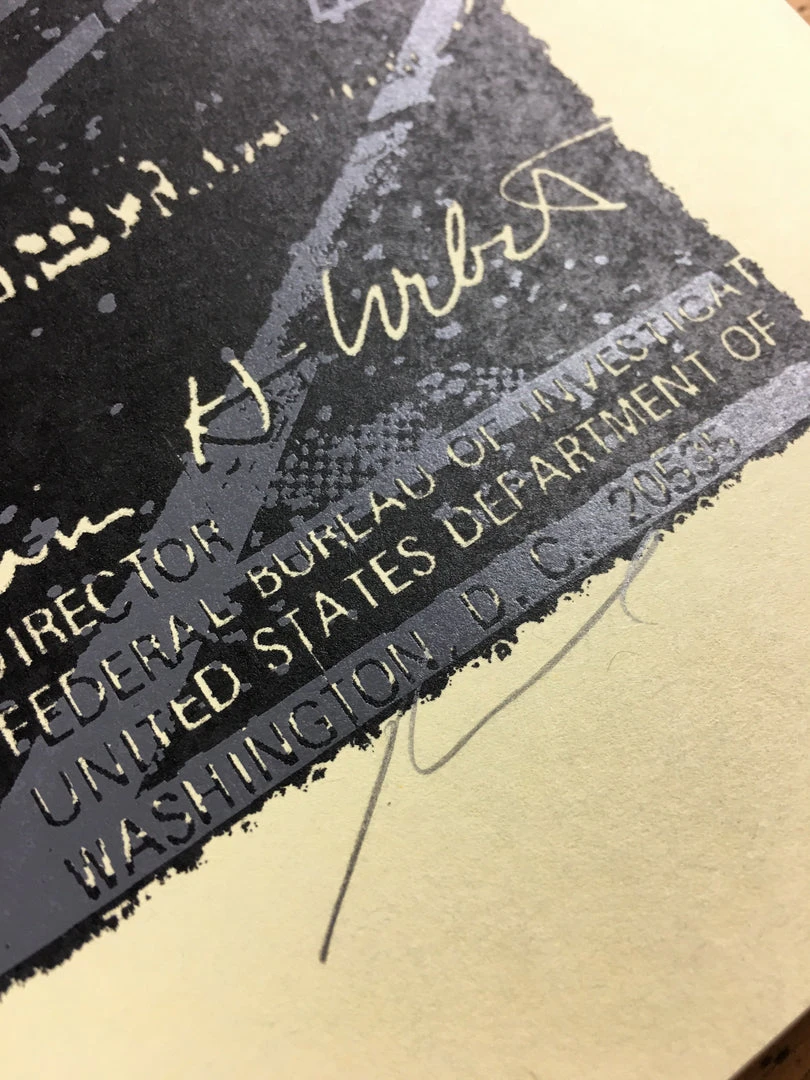 DIRECTOR
FEDERAL BUREAU OF INVESTIGAT
UNITED STATES DEPARTMENT OF
WASHINGTON, D. C. 20535